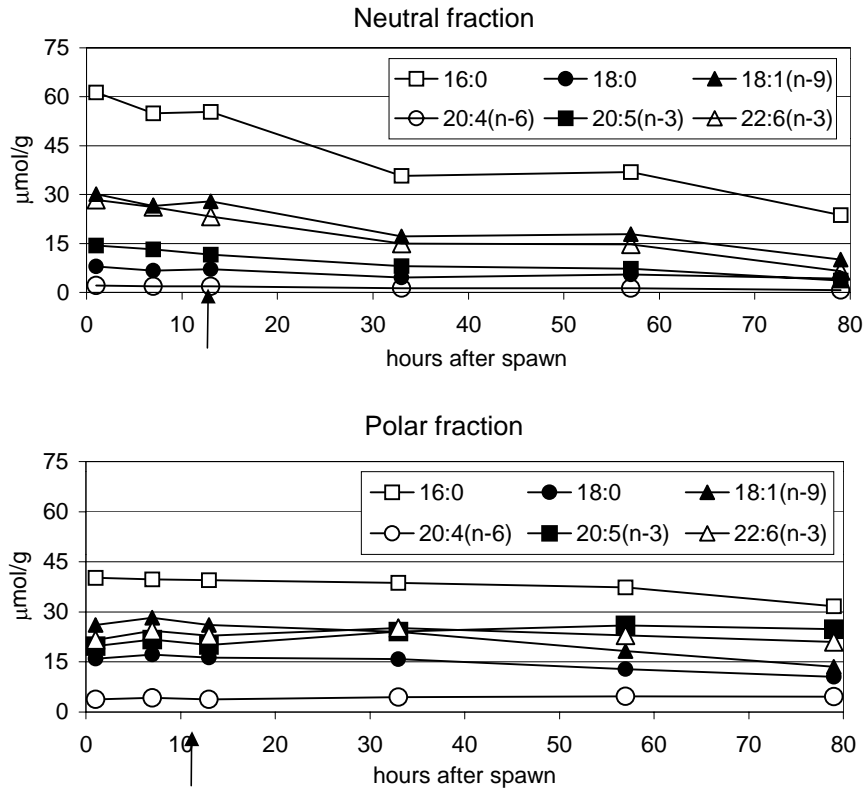 Neutral fraction
75
60
45
30
15
0
μmol/g
16:0 18:0 18:1(n-9)
20:4(n-6) 20:5(n-3) 22:6(n-3)
0 10 20 30 40 50 60 70 80
hours after spawn
Polar fraction
75
60
45
30
15
0
μmol/g
16:0 18:0 18:1(n-9)
20:4(n-6) 20:5(n-3) 22:6(n-3)
0 10 20 30 40 50 60 70 80
hours after spawn